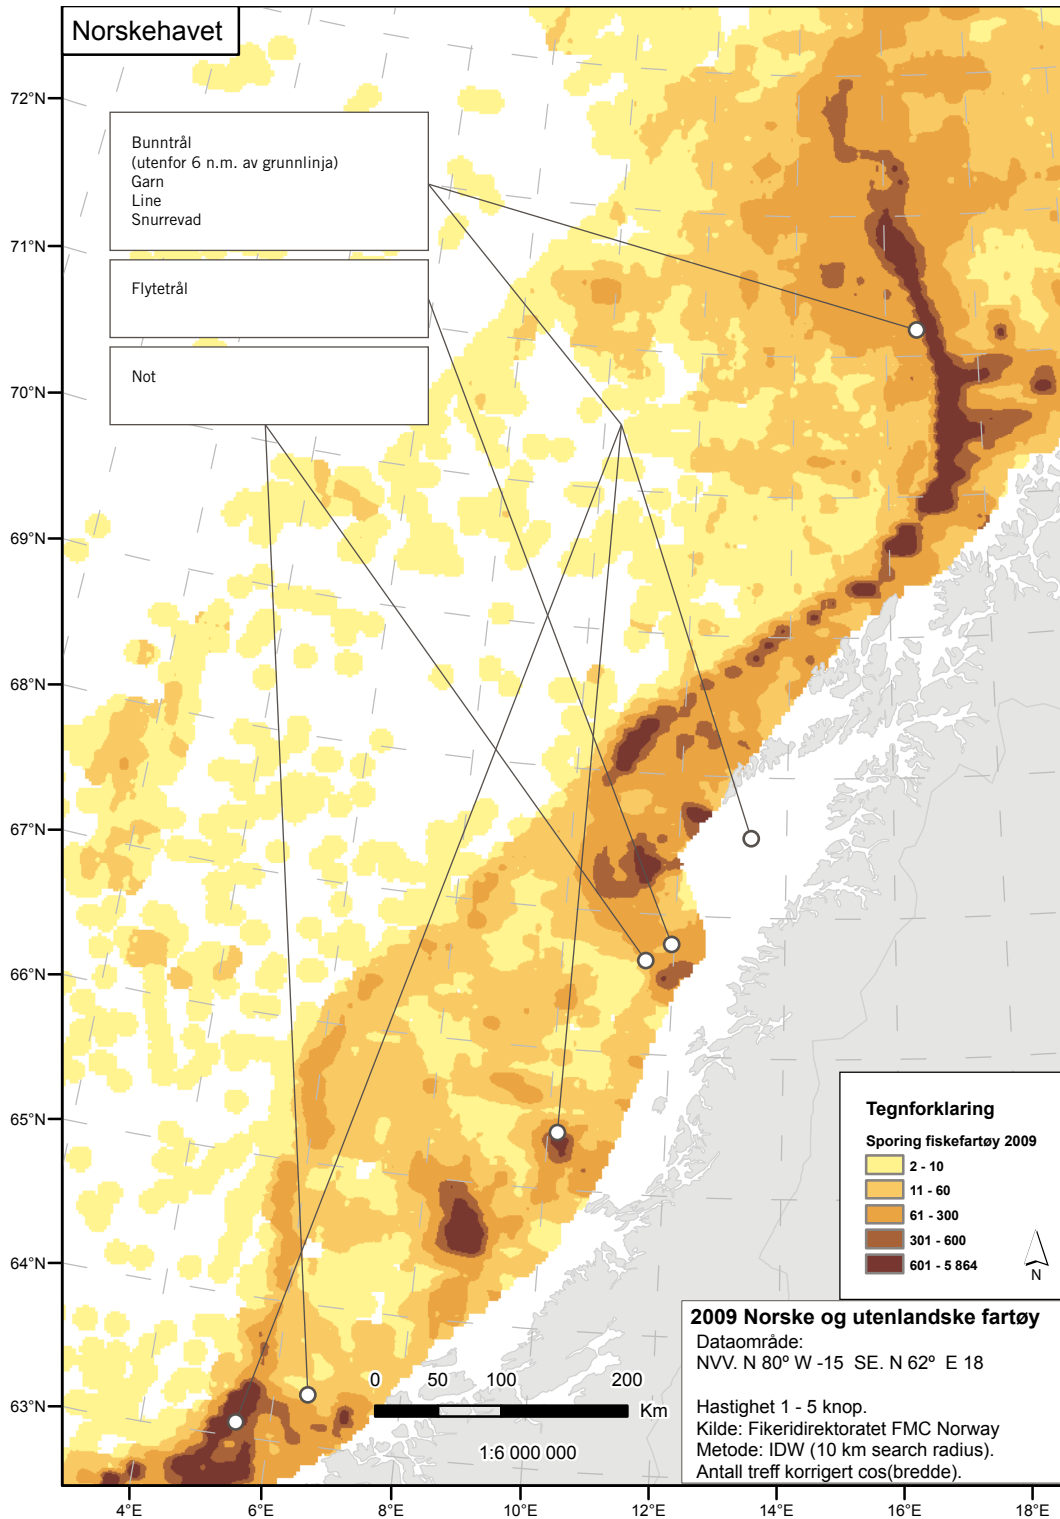 Norskehavet
72°N
71°N
70°N
69°N
68°N
67°N
66°N
65°N
64°N
63°N
Bunntrål
(utenfor 6 n.m. av grunnlinja)
Garn
Line
Snurrevad
Flytetrål
Not
Tegnforklaring
Sporing fiskefartøy 2009
2 - 10
11 - 60
61 - 300
301 - 600
601 - 5 864
N
2009 Norske og utenlandske fartøy
Dataområde:
NVV. N 80º W -15 SE. N 62º E 18
Hastighet 1 - 5 knop.
Kilde: Fikeridirektoratet FMC Norway
Metode: IDW (10 km search radius).
Antall treff korrigert cos(bredde).
0 50 100 200
Km
1:6 000 000
4°E 6°E 8°E 10°E 12°E 14°E 16°E 18°E